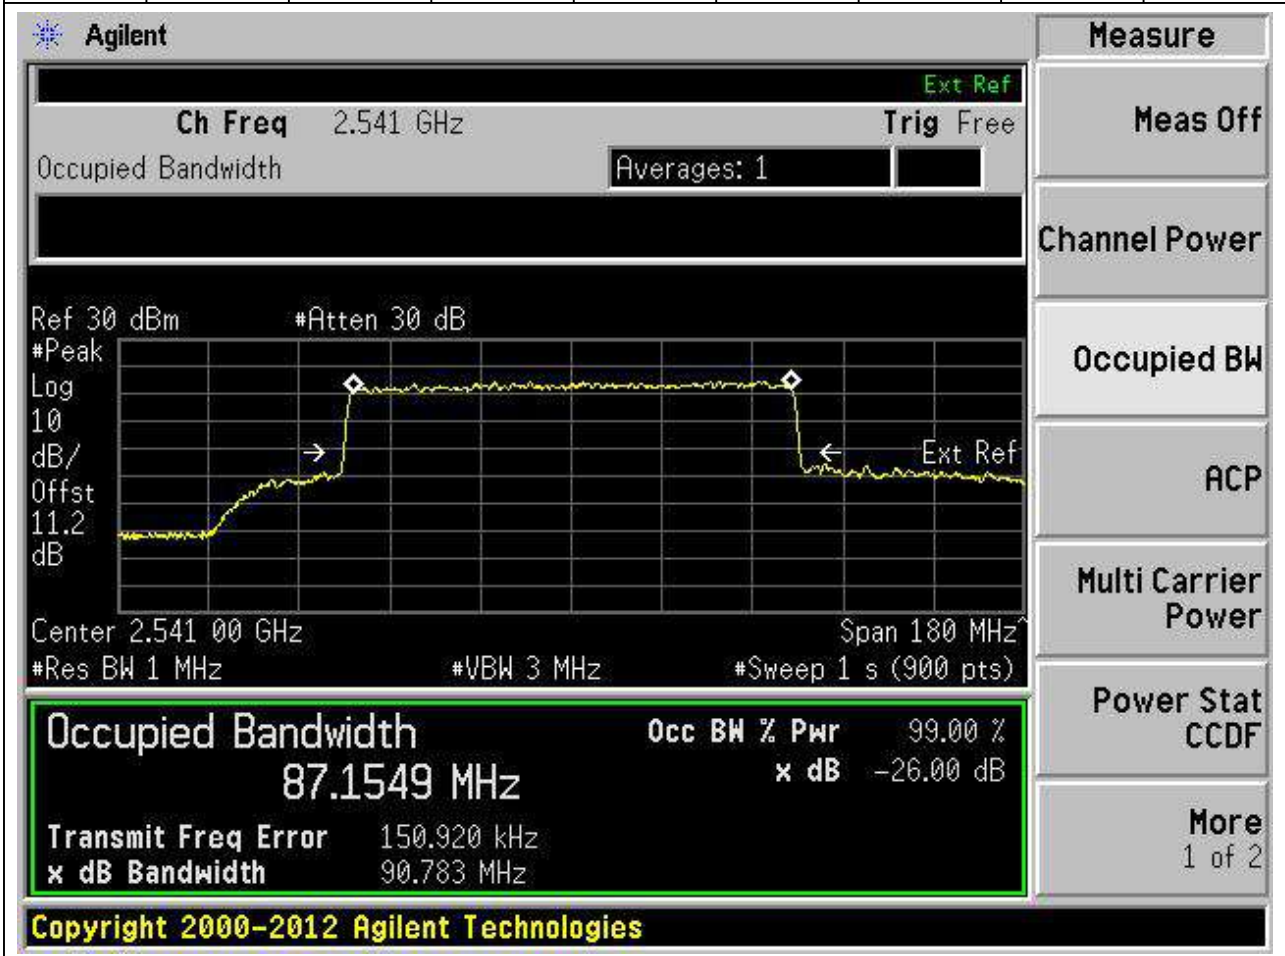 Agilent
Measure
Ext Ref
Ch Freq 2.541 GHz Trig Free
Meas Off
Occupied Bandwidth Averages: 1
Channel Power
Ref 30 dBm #Atten 30 dB
#Peak
Log
10
dB/
Offst
11.2
dB
Ext Ref
Occupied BW
ACP
Center 2.541 00 GHz Span 180 MHz^
#Res BW 1 MHz #VBW 3 MHz #Sweep 1 s (900 pts)
Multi Carrier
Power
Occupied Bandwidth Occ BW % Pwr 99.00 %
87.1549 MHz x dB -26.00 dB
Transmit Freq Error 150.920 kHz
x dB Bandwidth 90.783 MHz
Power Stat
CCDF
More
1 of 2
Copyright 2000-2012 Agilent Technologies